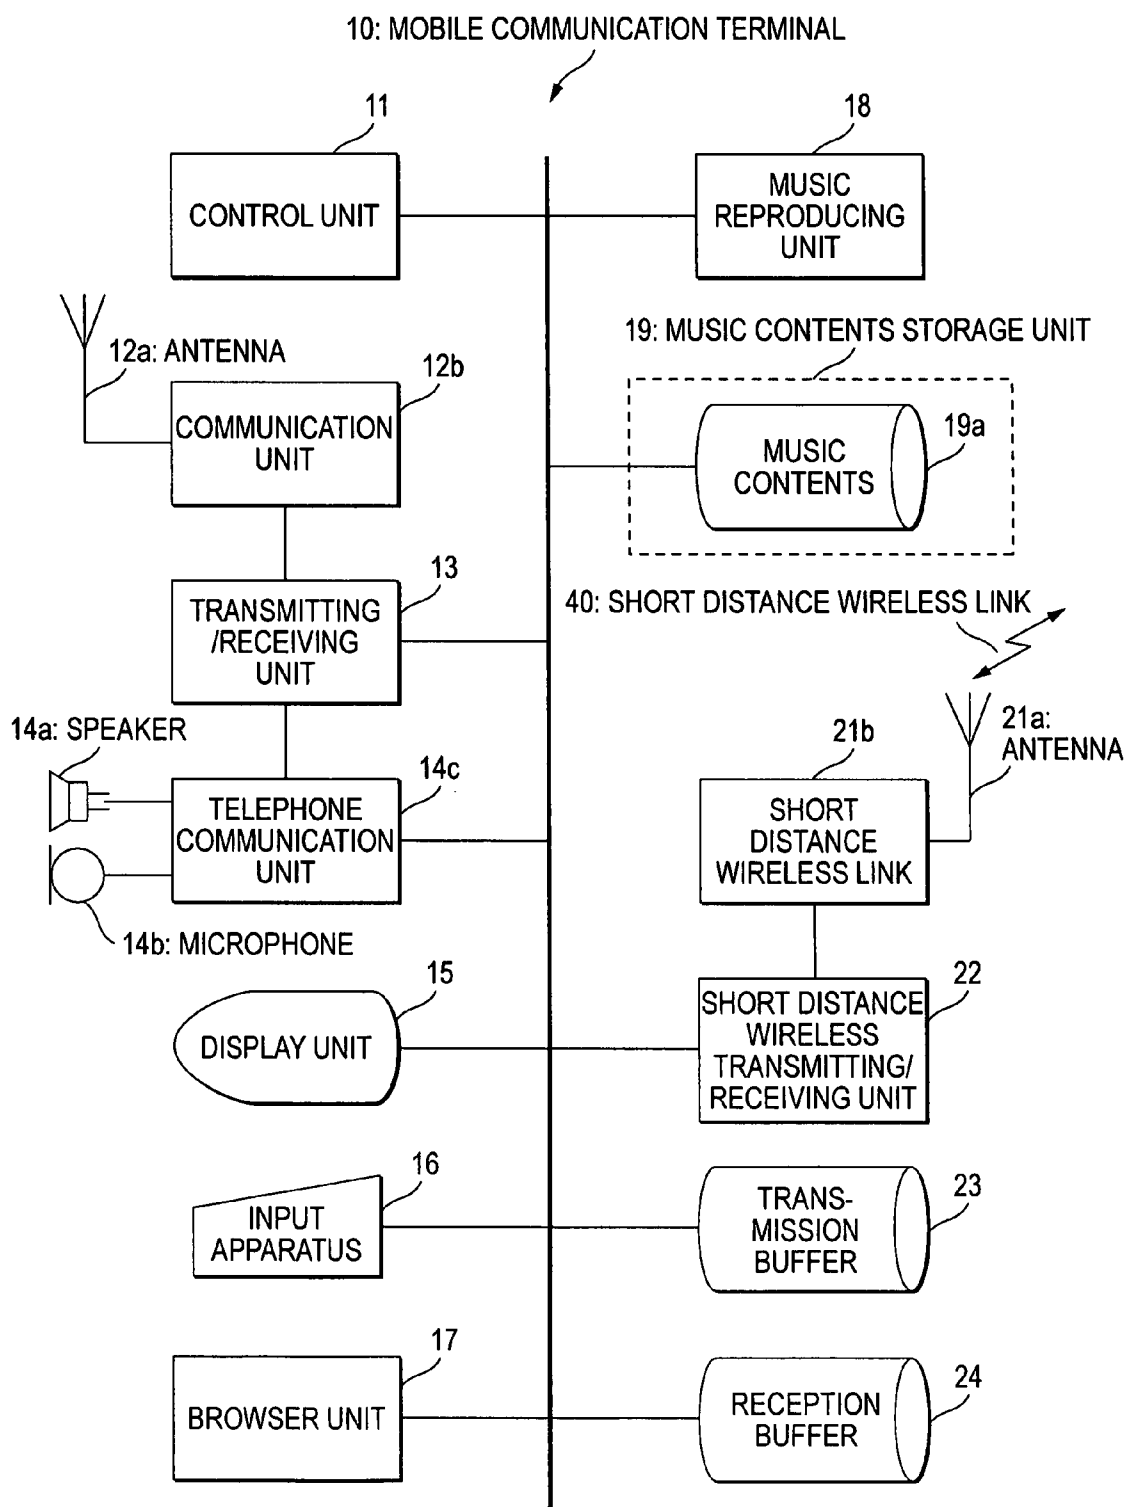 10: MOBILE COMMUNICATION TERMINAL
11
CONTROL UNIT
18
MUSIC
REPRODUCING
UNIT
12a: ANTENNA
12b
COMMUNICATION
UNIT
19: MUSIC CONTENTS STORAGE UNIT
19a
MUSIC
CONTENTS
13
TRANSMITTING
/RECEIVING
UNIT
40: SHORT DISTANCE WIRELESS LINK
14a: SPEAKER
14c
TELEPHONE
COMMUNICATION
UNIT
14b: MICROPHONE
21b
21a:
ANTENNA
SHORT
DISTANCE
WIRELESS LINK
15
DISPLAY UNIT
22
SHORT DISTANCE
WIRELESS
TRANSMITTING/
RECEIVING UNIT
16
INPUT
APPARATUS
23
TRANS-
MISSION
BUFFER
17
BROWSER UNIT
24
RECEPTION
BUFFER